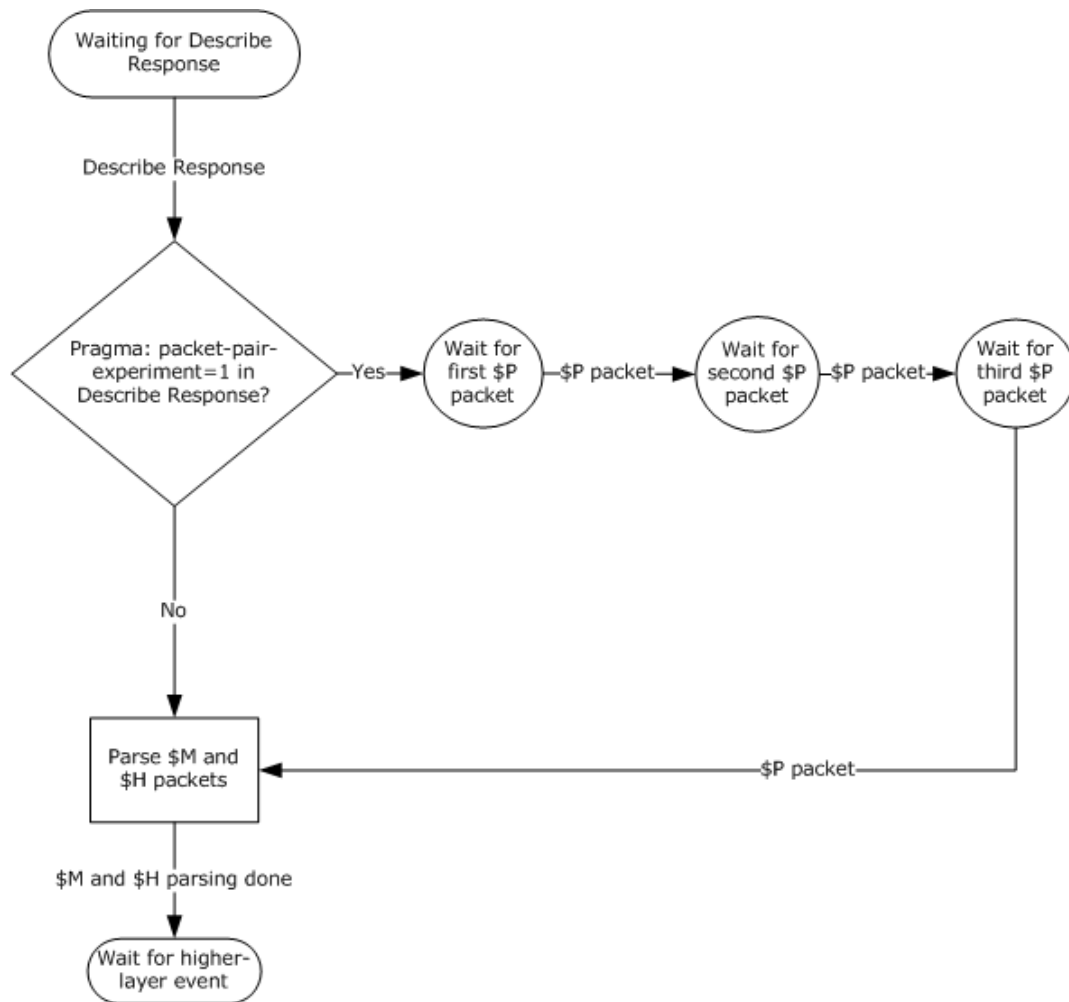 Waiting for Describe
Response
Describe Response
Pragma: packet-pair-
experiment=1 in
Describe Response?
Yes
Wait for
first $P
packet
$P packet
Wait for
second $P
packet
$P packet
Wait for
third $P
packet
No
Parse $M and
$H packets
$P packet
$M and $H parsing done
Wait for higher-
layer event